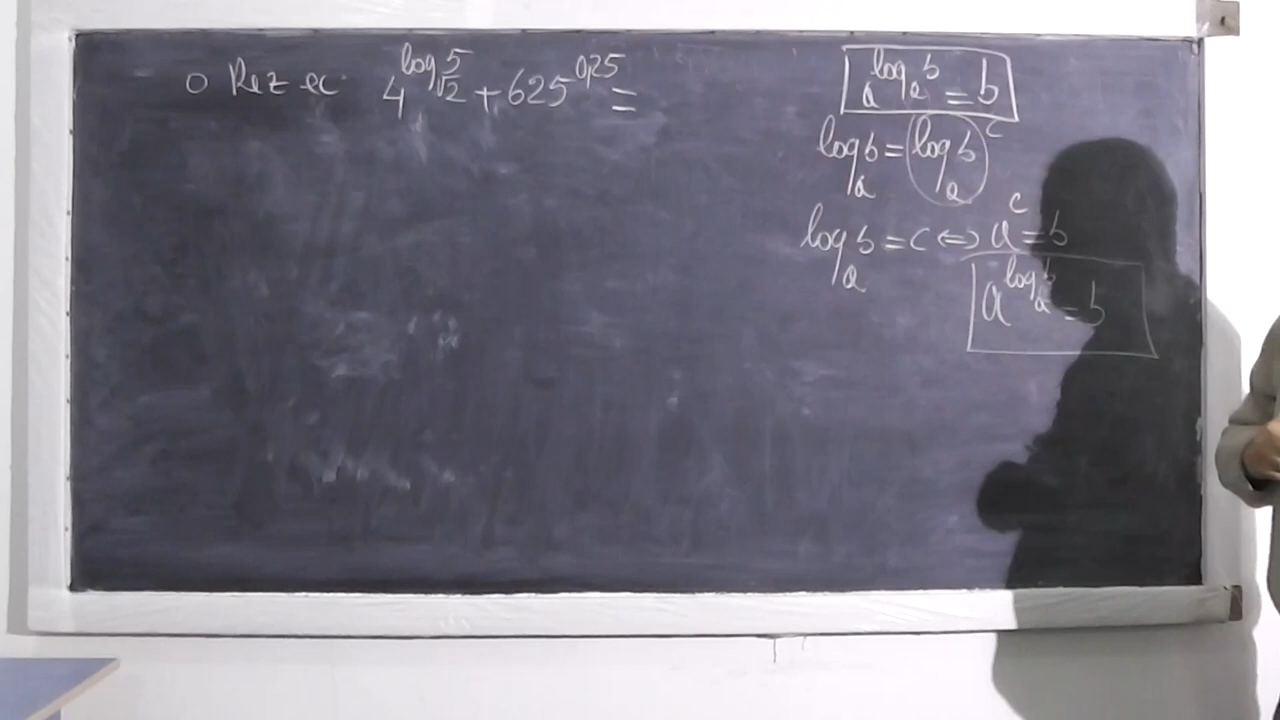 o Rez ec 4^{log_{√2} 5} + 625^{0,25} =
a^{log_a b} = b
log_a b = (log_a b)^c
log_a b = c ⇔ a^c = b
a^{log_a b} = b